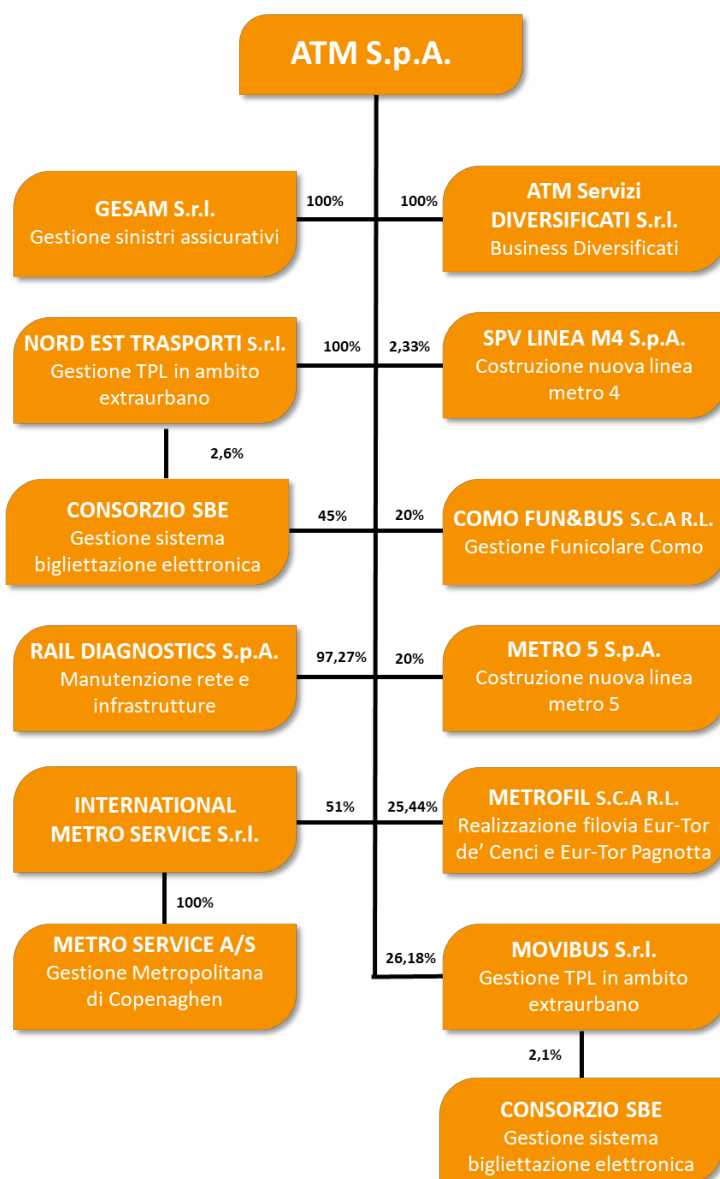 ATM S.p.A.
GESAM S.r.l.
Gestione sinistri assicurativi
100%
100%
ATM Servizi
DIVERSIFICATI S.r.l.
Business Diversificati
NORD EST TRASPORTI S.r.l.
Gestione TPL in ambito
extraurbano
100%
2,33%
SPV LINEA M4 S.p.A.
Costruzione nuova linea
metro 4
2,6%
CONSORZIO SBE
Gestione sistema
bigliettazione elettronica
45%
20%
COMO FUN&BUS S.C.A R.L.
Gestione Funicolare Como
RAIL DIAGNOSTICS S.p.A.
Manutenzione rete e
infrastrutture
97,27%
20%
METRO 5 S.p.A.
Costruzione nuova linea
metro 5
INTERNATIONAL
METRO SERVICE S.r.l.
51%
25,44%
METROFIL S.C.A R.L.
Realizzazione filovia Eur-Tor
de’ Cenci e Eur-Tor Pagnotta
100%
METRO SERVICE A/S
Gestione Metropolitana
di Copenaghen
26,18%
MOVIBUS S.r.l.
Gestione TPL in ambito
extraurbano
2,1%
CONSORZIO SBE
Gestione sistema
bigliettazione elettronica